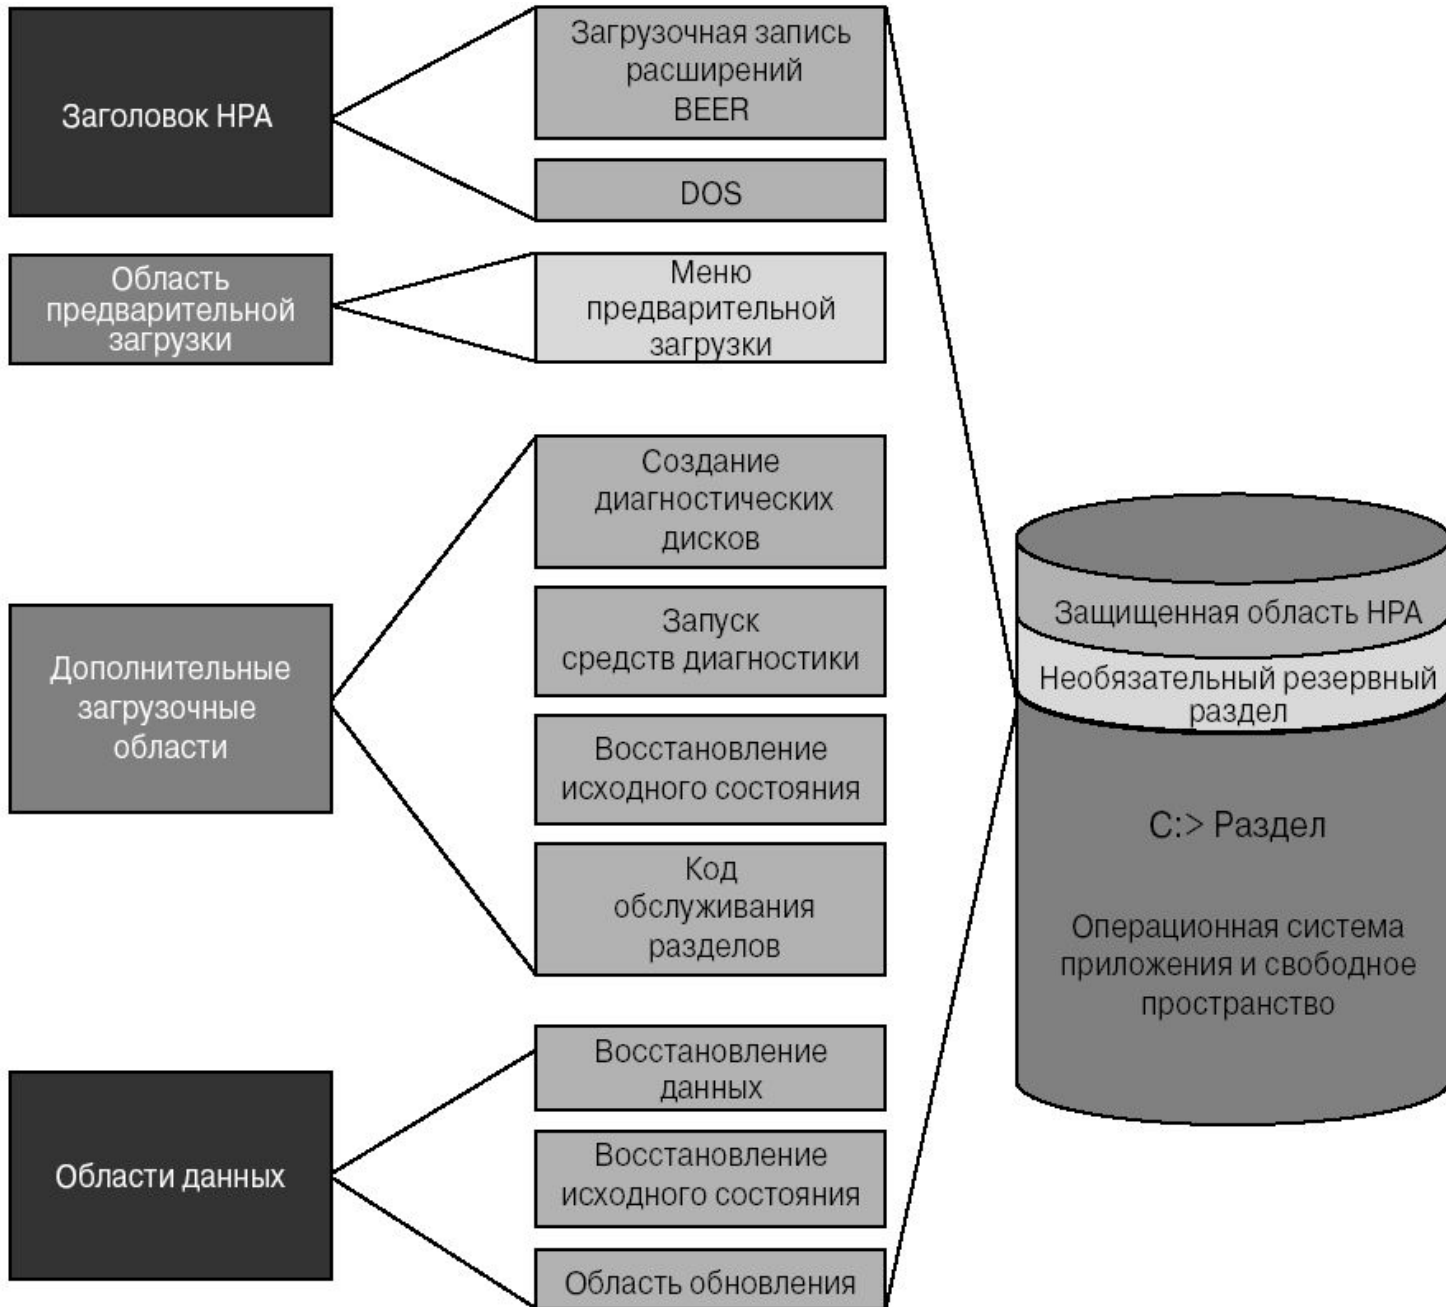 Заголовок HPA
Загрузочная запись
расширений
BEER
DOS
Область
предварительной
загрузки
Меню
предварительной
загрузки
Дополнительные
загрузочные
области
Создание
диагностических
дисков
Запуск
средств диагностики
Восстановление
исходного состояния
Код
обслуживания
разделов
Области данных
Восстановление
данных
Восстановление
исходного состояния
Область обновления
Защищенная область HPA
Необязательный резервный
раздел
C:> Раздел
Операционная система
приложения и свободное
пространство